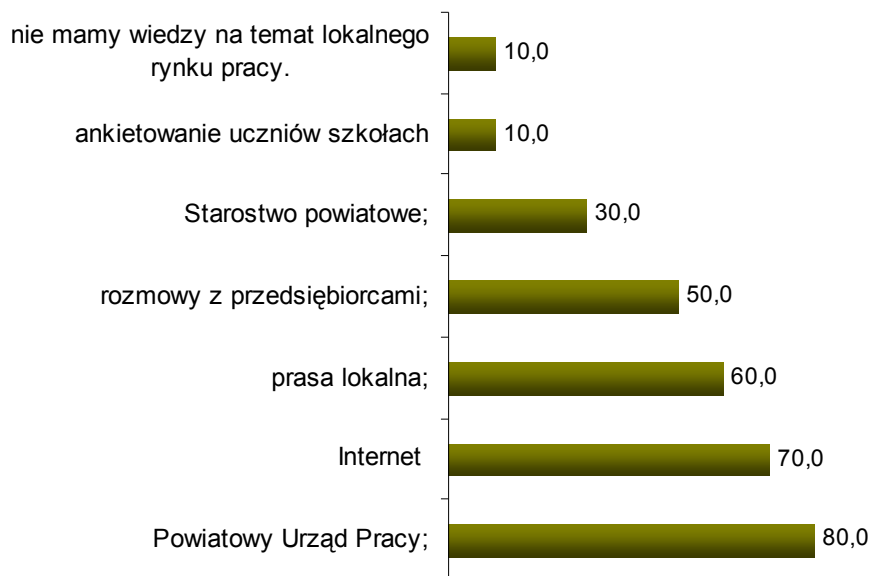 nie mamy wiedzy na temat lokalnego
rynku pracy.
10,0
ankietowanie uczniów szkołach
10,0
Starostwo powiatowe;
30,0
rozmowy z przedsiębiorcami;
50,0
prasa lokalna;
60,0
Internet
70,0
Powiatowy Urząd Pracy;
80,0